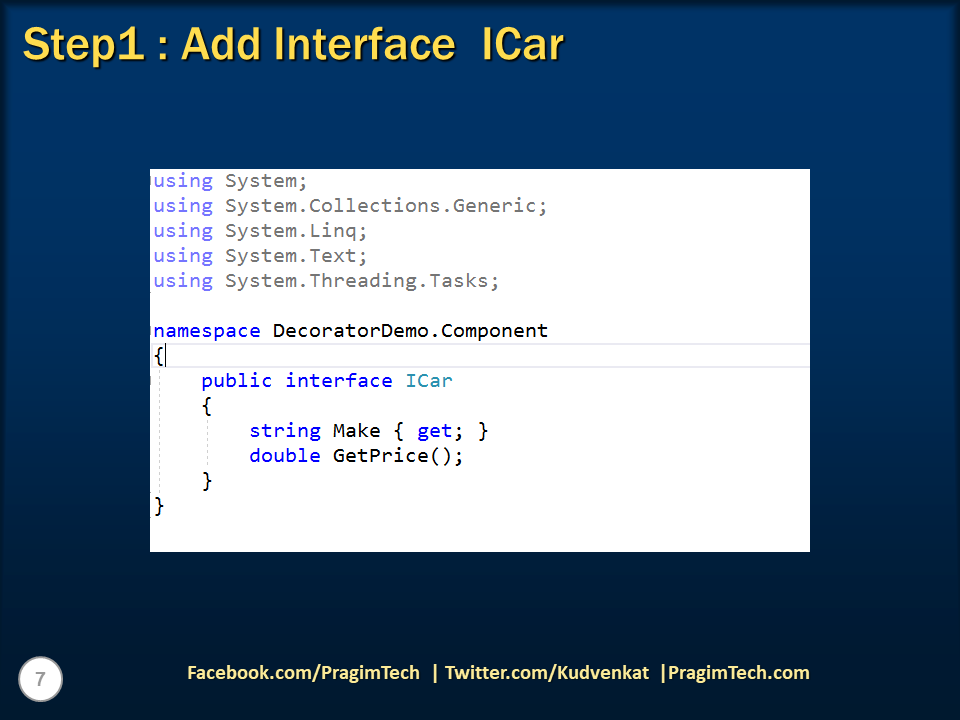 Step1 : Add Interface  ICar
using System;
using System.Collections.Generic;
using System.Linq;
using System.Text;
using System.Threading.Tasks;
namespace DecoratorDemo.Component
{
    public interface ICar
    {
        string Make { get; }
        double GetPrice();
    }
}
7
Facebook.com/PragimTech | Twitter.com/Kudvenkat |PragimTech.com